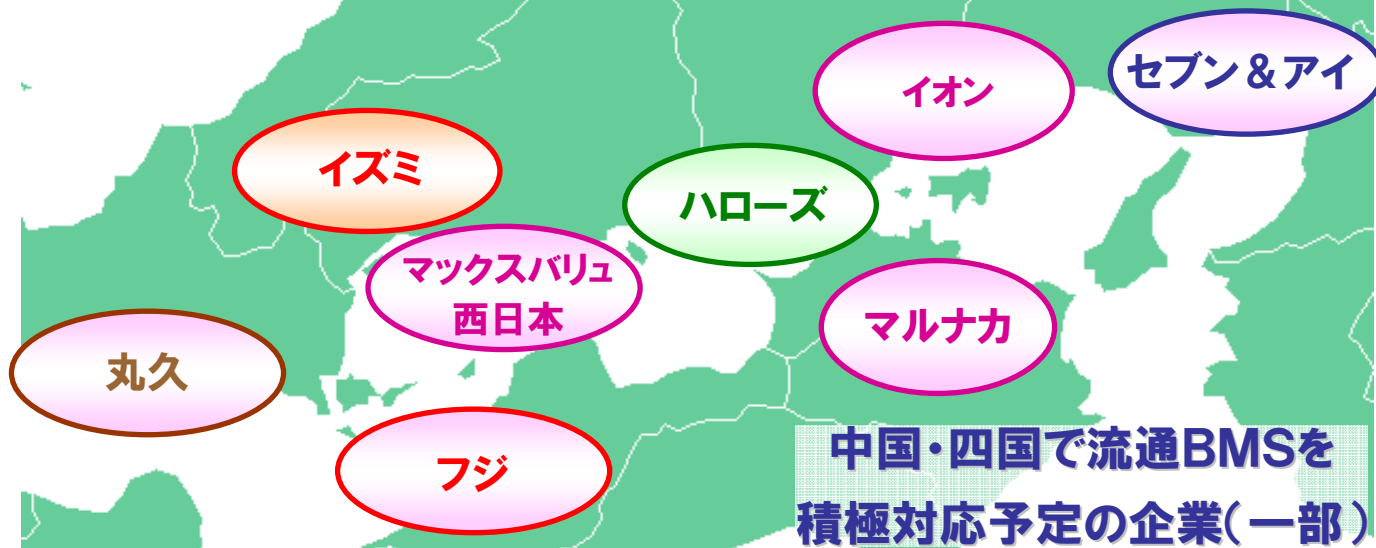 セブン&アイ
イオン
イズミ
ハローズ
マックスバリュ
西日本
マルナカ
丸久
フジ
中国・四国で流通BMSを
積極対応予定の企業(一部)